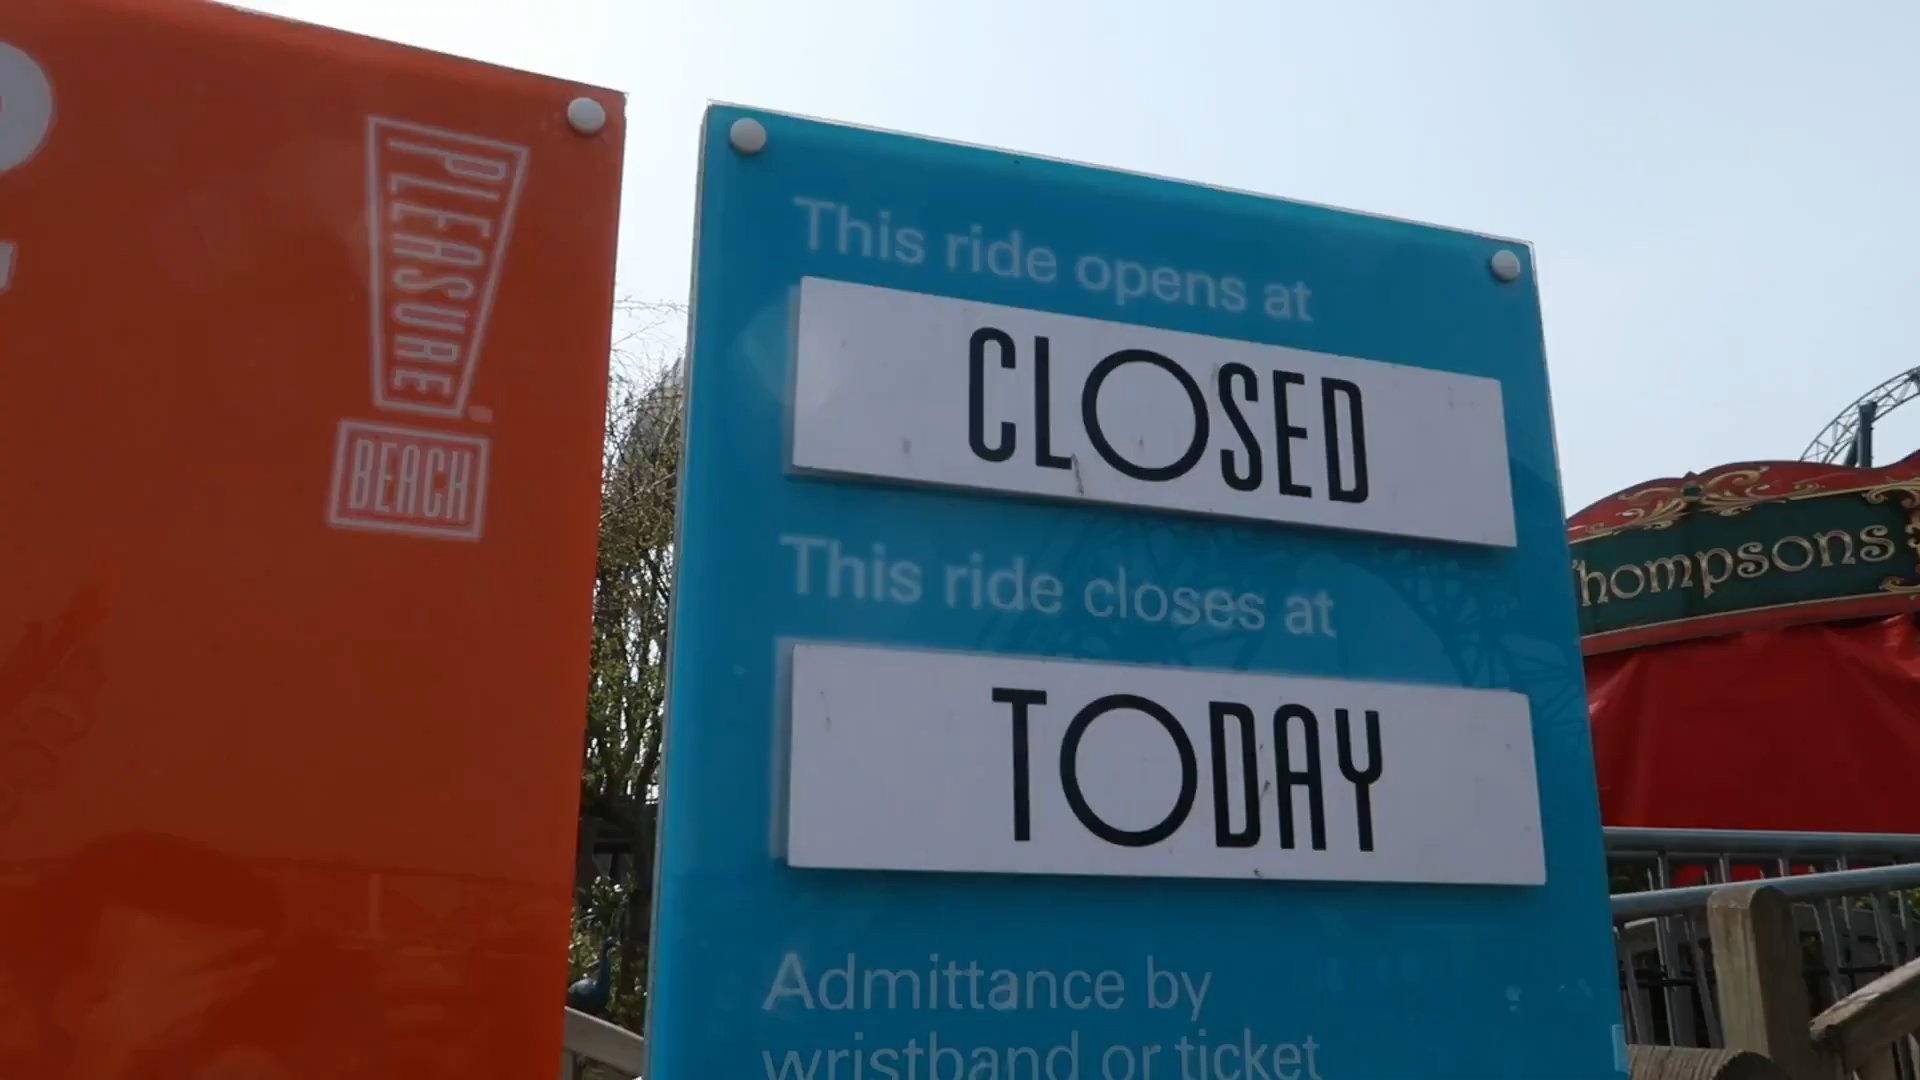 PLEASURE
BEACH
This ride opens at
CLOSED
This ride closes at
TODAY
Admittance by
wristband or ticket
hompsons